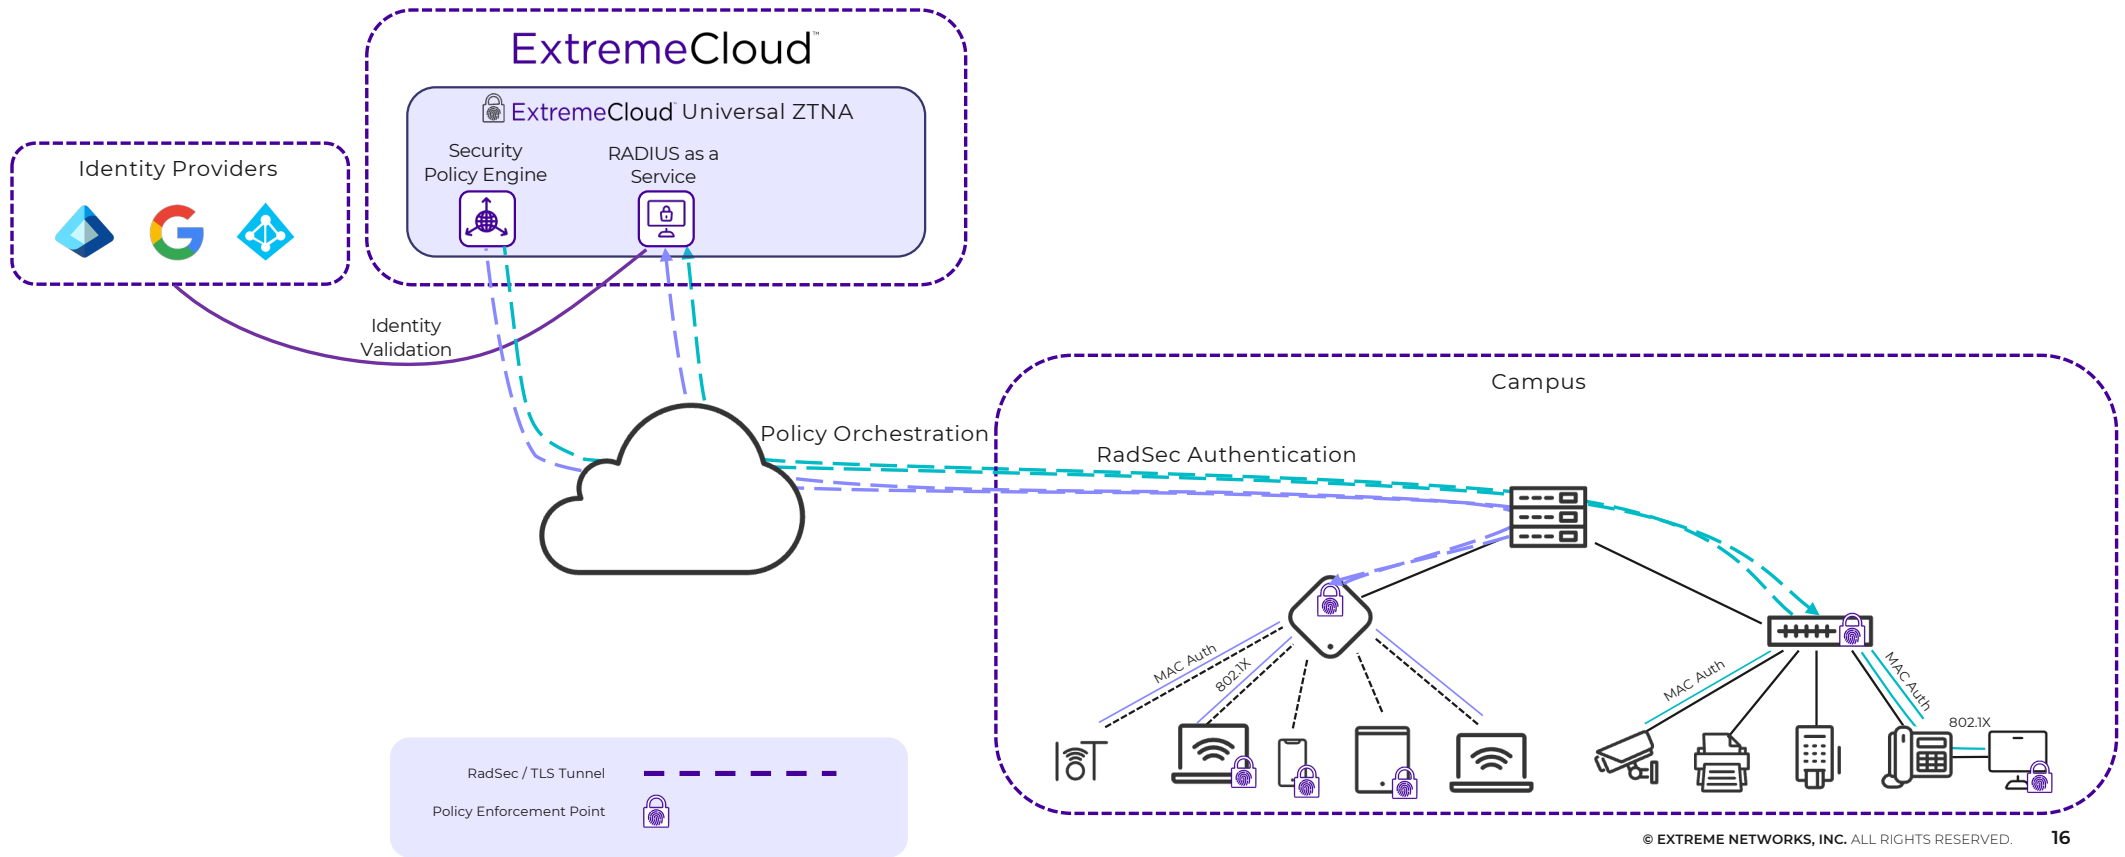 ExtremeCloud™
ExtremeCloud™ Universal ZTNA
Security
Policy Engine
RADIUS as a
Service
Identity Providers
Identity
Validation
Campus
Policy Orchestration
RadSec Authentication
MAC Auth
802.1X
MAC Auth
MAC Auth
802.1X
IoT
RadSec / TLS Tunnel
Policy Enforcement Point
© EXTREME NETWORKS, INC. ALL RIGHTS RESERVED. 16